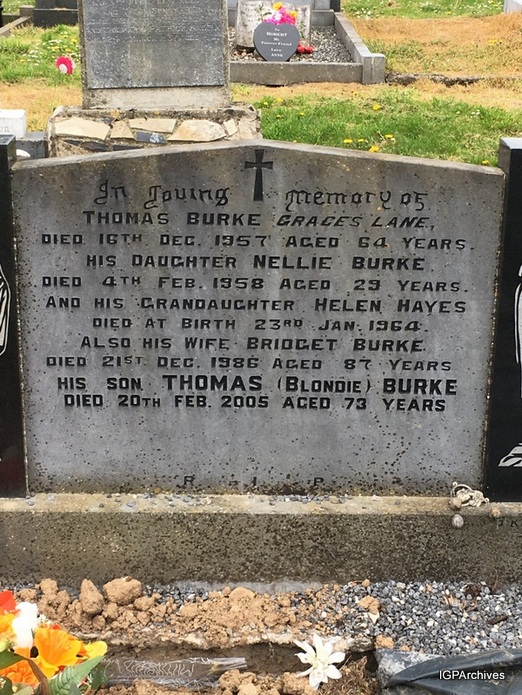 In Loving Memory of
THOMAS BURKE GRACES LANE,
DIED 16TH DEC. 1957 AGED 64 YEARS.
HIS DAUGHTER NELLIE BURKE
DIED 4TH FEB. 1958 AGED 29 YEARS.
AND HIS GRANDAUGHTER HELEN HAYES
DIED AT BIRTH 23RD JAN. 1964.
ALSO HIS WIFE BRIDGET BURKE
DIED 21ST DEC. 1986 AGED 87 YEARS
HIS SON THOMAS (BLONDIE) BURKE
DIED 20TH FEB. 2005 AGED 73 YEARS
R I P
IGPArchives